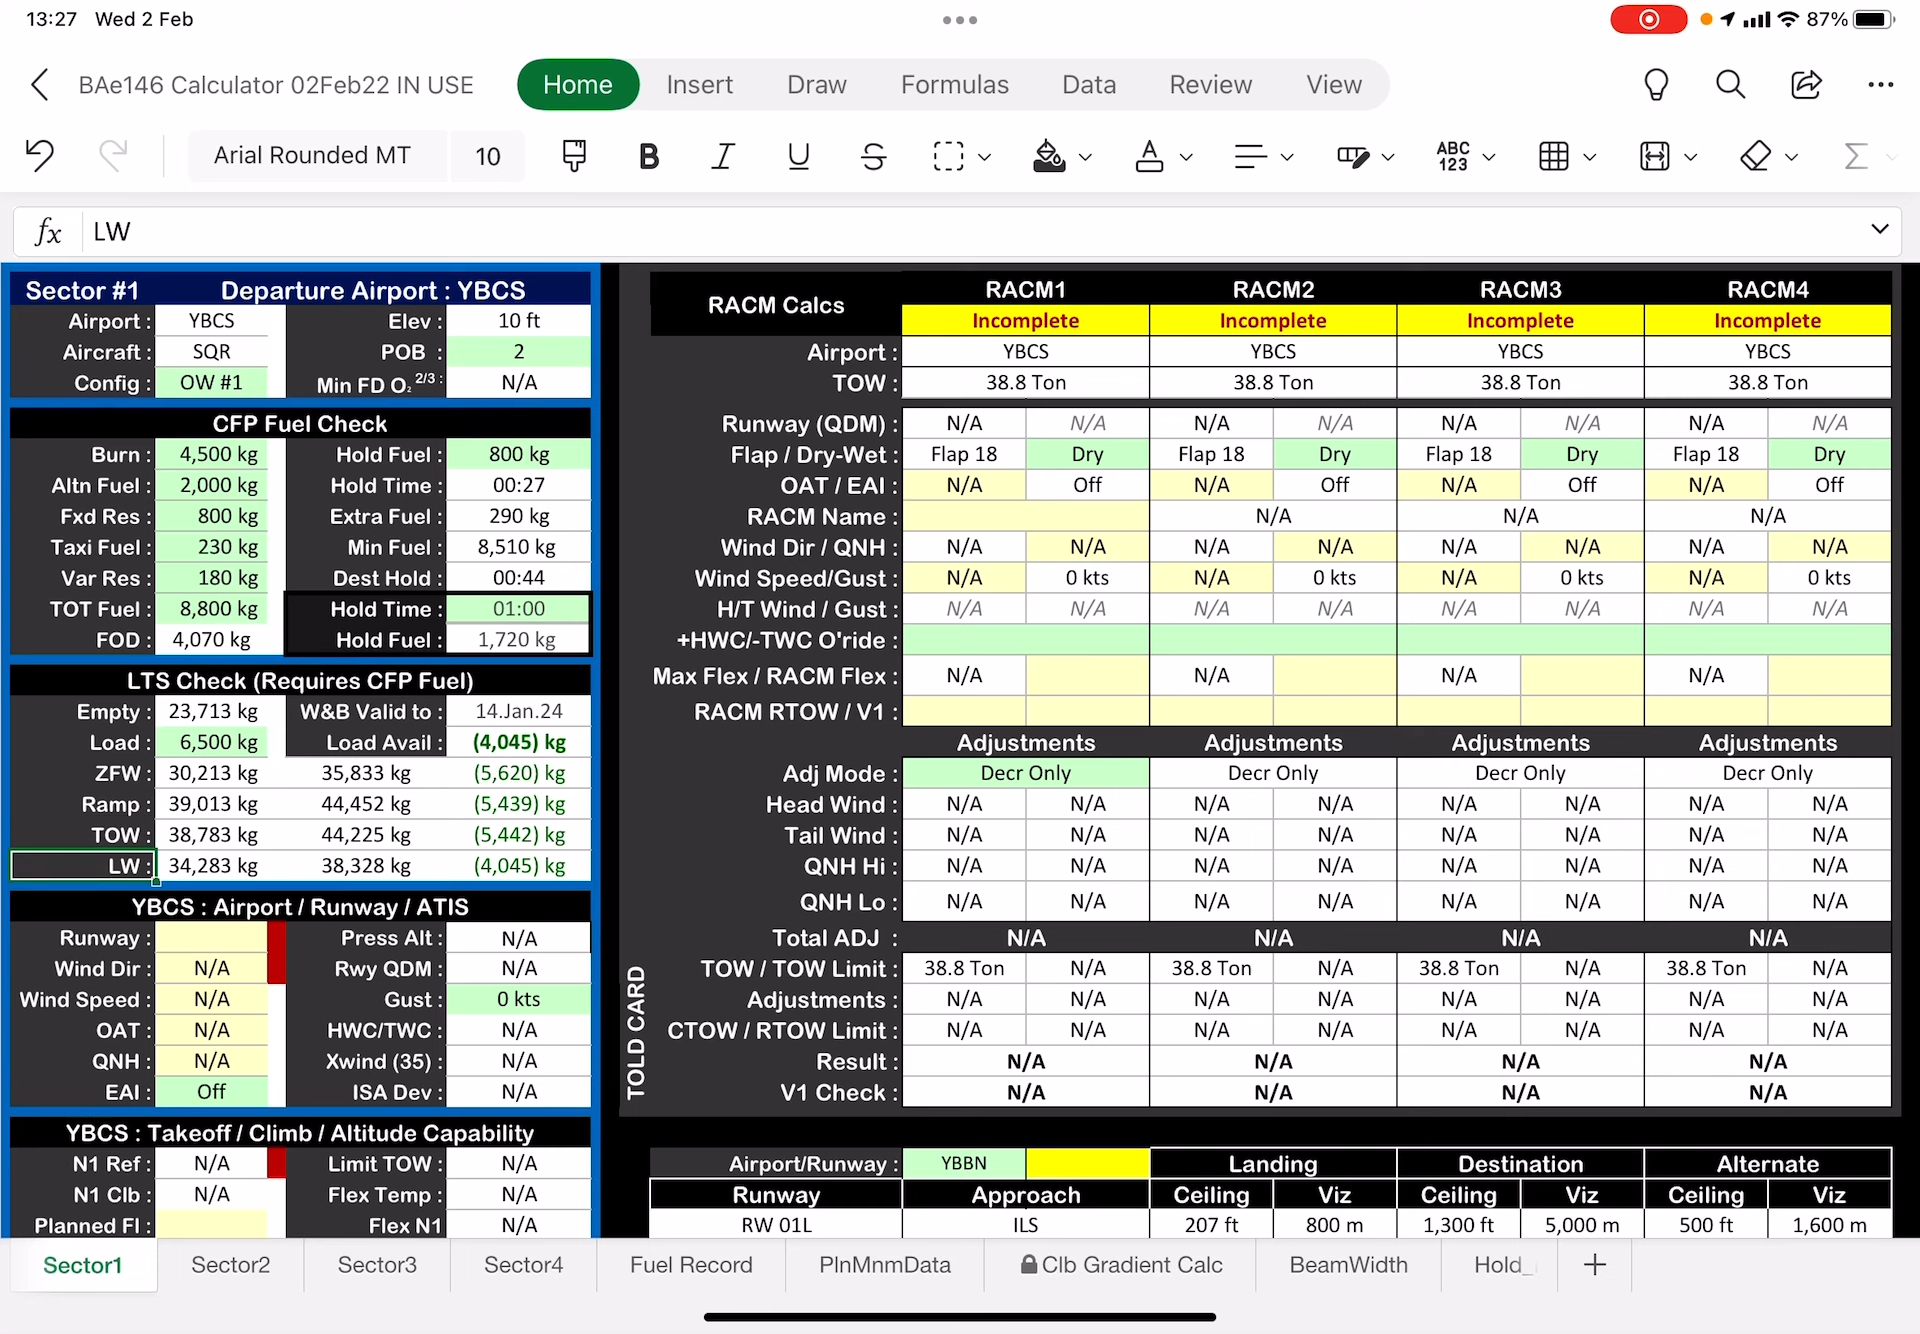 13:27 Wed 2 Feb
87%
BAe146 Calculator 02Feb22 IN USE
Home Insert Draw Formulas Data Review View
Arial Rounded MT 10 B I U S A ABC 123 Σ
fx LW
Sector #1 Departure Airport : YBCS
Airport : YBCS Elev : 10 ft
Aircraft : SQR POB : 2
Config : OW #1 Min FD O₂ 2/3 : N/A
CFP Fuel Check
Burn : 4,500 kg Hold Fuel : 800 kg
Altn Fuel : 2,000 kg Hold Time : 00:27
Fxd Res : 800 kg Extra Fuel : 290 kg
Taxi Fuel : 230 kg Min Fuel : 8,510 kg
Var Res : 180 kg Dest Hold : 00:44
TOT Fuel : 8,800 kg Hold Time : 01:00
FOD : 4,070 kg Hold Fuel : 1,720 kg
LTS Check (Requires CFP Fuel)
Empty : 23,713 kg W&B Valid to : 14.Jan.24
Load : 6,500 kg Load Avail : (4,045) kg
ZFW : 30,213 kg 35,833 kg (5,620) kg
Ramp : 39,013 kg 44,452 kg (5,439) kg
TOW : 38,783 kg 44,225 kg (5,442) kg
LW : 34,283 kg 38,328 kg (4,045) kg
YBCS : Airport / Runway / ATIS
Runway : Press Alt : N/A
Wind Dir : N/A Rwy QDM : N/A
Wind Speed : N/A Gust : 0 kts
OAT : N/A HWC/TWC : N/A
QNH : N/A Xwind (35) : N/A
EAI : Off ISA Dev : N/A
YBCS : Takeoff / Climb / Altitude Capability
N1 Ref : N/A Limit TOW : N/A
N1 Clb : N/A Flex Temp : N/A
Planned Fl : Flex N1 N/A
RACM Calcs RACM1 RACM2 RACM3 RACM4
Incomplete Incomplete Incomplete Incomplete
Airport : YBCS YBCS YBCS YBCS
TOW : 38.8 Ton 38.8 Ton 38.8 Ton 38.8 Ton
Runway (QDM) : N/A N/A N/A N/A N/A N/A N/A N/A
Flap / Dry-Wet : Flap 18 Dry Flap 18 Dry Flap 18 Dry Flap 18 Dry
OAT / EAI : N/A Off N/A Off N/A Off N/A Off
RACM Name : N/A N/A N/A
Wind Dir / QNH : N/A N/A N/A N/A N/A N/A N/A N/A
Wind Speed/Gust : N/A 0 kts N/A 0 kts N/A 0 kts N/A 0 kts
H/T Wind / Gust : N/A N/A N/A N/A N/A N/A N/A N/A
+HWC/-TWC O'ride :
Max Flex / RACM Flex : N/A N/A N/A N/A
RACM RTOW / V1 :
Adjustments Adjustments Adjustments Adjustments
Adj Mode : Decr Only Decr Only Decr Only Decr Only
Head Wind : N/A N/A N/A N/A N/A N/A N/A N/A
Tail Wind : N/A N/A N/A N/A N/A N/A N/A N/A
QNH Hi : N/A N/A N/A N/A N/A N/A N/A N/A
QNH Lo : N/A N/A N/A N/A N/A N/A N/A N/A
Total ADJ : N/A N/A N/A N/A
TOLD CARD
TOW / TOW Limit : 38.8 Ton N/A 38.8 Ton N/A 38.8 Ton N/A 38.8 Ton N/A
Adjustments : N/A N/A N/A N/A N/A N/A N/A N/A
CTOW / RTOW Limit : N/A N/A N/A N/A N/A N/A N/A N/A
Result : N/A N/A N/A N/A
V1 Check : N/A N/A N/A N/A
Airport/Runway : YBBN Landing Destination Alternate
Runway Approach Ceiling Viz Ceiling Viz Ceiling Viz
RW 01L ILS 207 ft 800 m 1,300 ft 5,000 m 500 ft 1,600 m
Sector1 Sector2 Sector3 Sector4 Fuel Record PlnMnmData Clb Gradient Calc BeamWidth Hold_